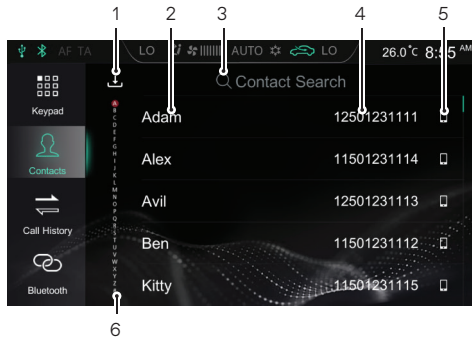 1 2 3 4 5
AF TA LO AUTO LO 26.0°C 8:55 AM
Contact Search
Keypad
Contacts
Call History
Bluetooth
A
B
C
D
E
F
G
H
I
J
K
L
M
N
O
P
Q
R
S
T
U
V
W
X
Y
Z
#
Adam 12501231111
Alex 11501231114
Avil 12501231113
Ben 11501231112
Kitty 11501231115
6